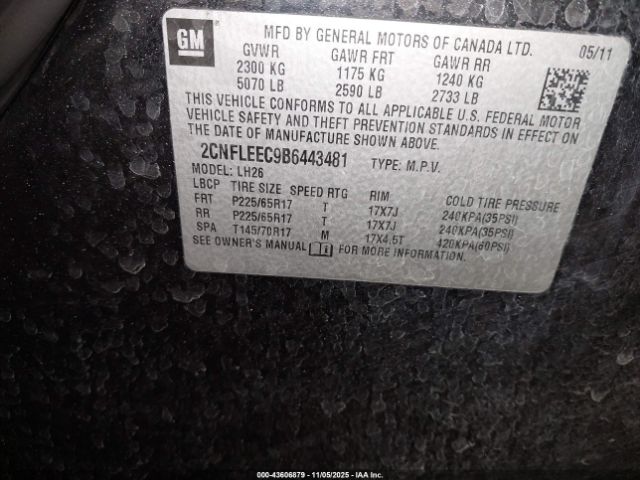 GM
MFD BY GENERAL MOTORS OF CANADA LTD. 05/11
GVWR GAWR FRT GAWR RR
2300 KG 1175 KG 1240 KG
5070 LB 2590 LB 2733 LB
THIS VEHICLE CONFORMS TO ALL APPLICABLE U.S. FEDERAL MOTOR
VEHICLE SAFETY AND THEFT PREVENTION STANDARDS IN EFFECT ON
THE DATE OF MANUFACTURE SHOWN ABOVE.
2CNFLEEC9B6443481 TYPE: M.P.V.
MODEL: LH26
LBCP TIRE SIZE SPEED RTG RIM COLD TIRE PRESSURE
FRT P225/65R17 T 17X7J 240KPA(35PSI)
RR P225/65R17 T 17X7J 240KPA(35PSI)
SPA T145/70R17 M 17X4.5T 420KPA(60PSI)
SEE OWNER'S MANUAL FOR MORE INFORMATION.
000-43606879 - 11/05/2025 - IAA Inc.